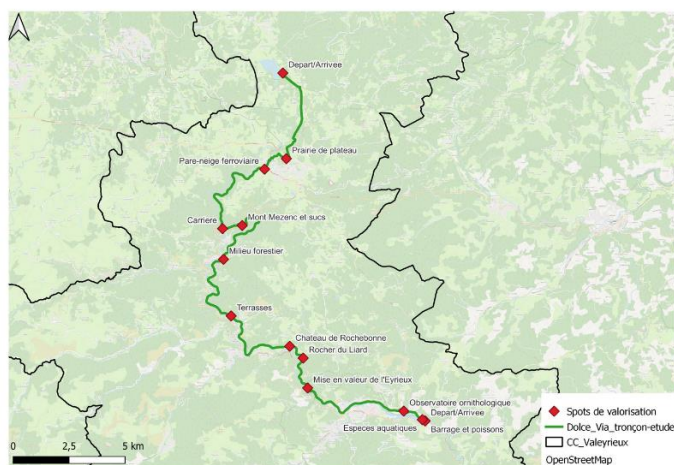 Depart/Arrivee
Prairie de plateau
Pare-neige ferroviaire
Carriere
Mont Mezenc et sucs
Milieu forestier
Terrasses
Chateau de Rochebonne
Rocher du Liard
Mise en valeur de l'Eyrieux
Observatoire ornithologique
Depart/Arrivee
Especes aquatiques
Barrage et poissons
0 2,5 5 km
Spots de valorisation
Dolce_Via_tronçon-etude
CC_Valeyrieux
OpenStreetMap